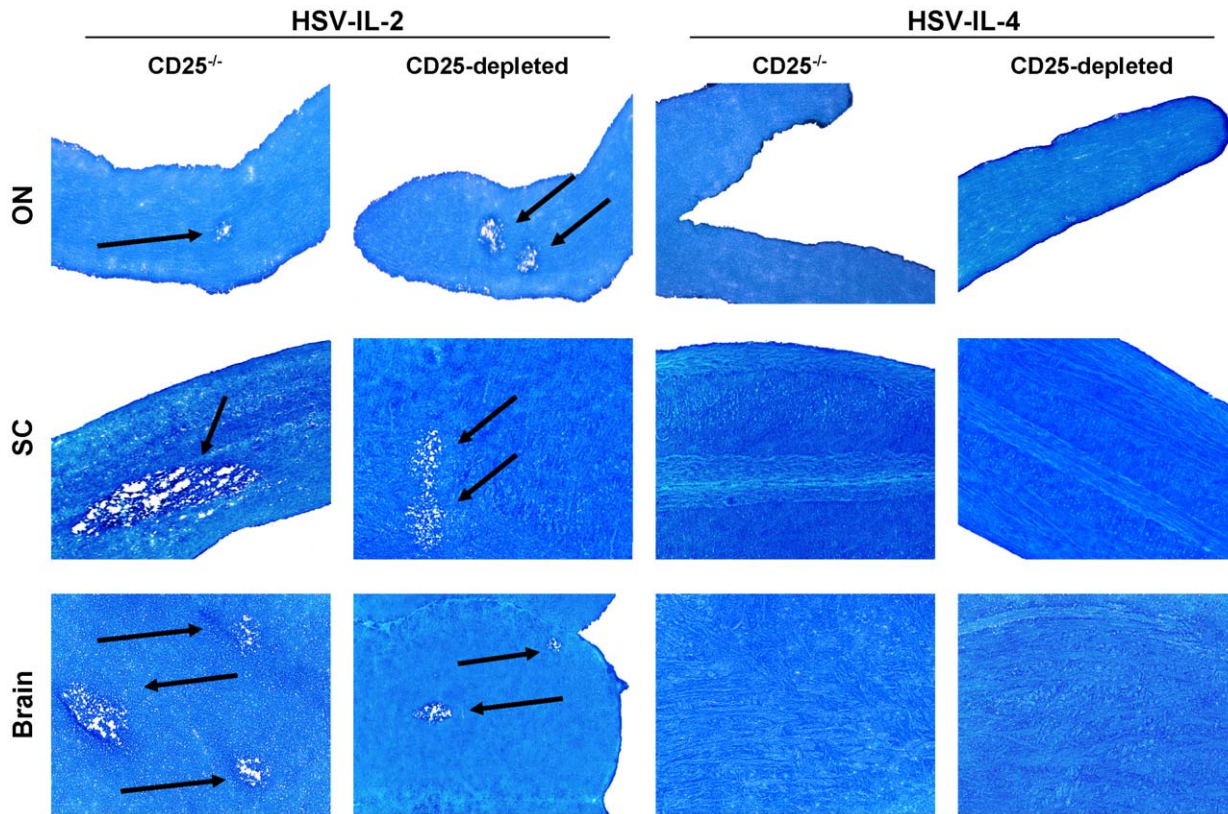 HSV-IL-2 HSV-IL-4
CD25-/- CD25-depleted CD25-/- CD25-depleted
ON
SC
Brain